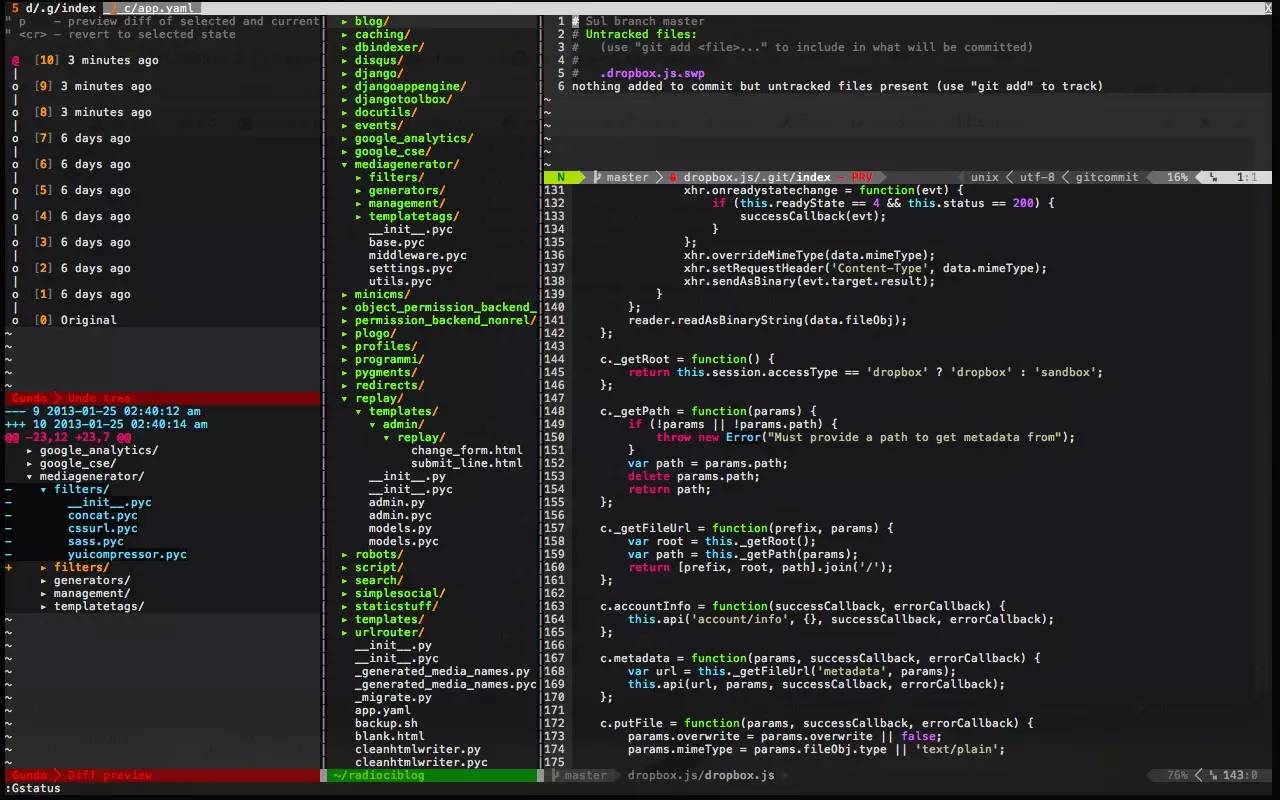 5 d/.g/index  c/app.yaml  X
" p    - preview diff of selected and current
" <cr> - revert to selected state
@  [10] 3 minutes ago
|
o  [9] 3 minutes ago
|
o  [8] 3 minutes ago
|
o  [7] 6 days ago
|
o  [6] 6 days ago
|
o  [5] 6 days ago
|
o  [4] 6 days ago
|
o  [3] 6 days ago
|
o  [2] 6 days ago
|
o  [1] 6 days ago
|
o  [0] Original
~
~
~
~
~
Gundo > Undo tree
--- 9 2013-01-25 02:40:12 am
+++ 10 2013-01-25 02:40:14 am
@@ -23,12 +23,7 @@
   ▸ google_analytics/
   ▸ google_cse/
   ▾ mediagenerator/
-    ▾ filters/
-        __init__.pyc
-        concat.pyc
-        cssurl.pyc
-        sass.pyc
-        yuicompressor.pyc
+    ▸ filters/
     ▸ generators/
     ▸ management/
     ▸ templatetags/
~
~
~
~
~
~
~
~
~
~
~
~
Gundo > Diff preview
▸ blog/
▸ caching/
▸ dbindexer/
▸ disqus/
▸ django/
▸ djangoappengine/
▸ djangotoolbox/
▸ docutils/
▸ events/
▸ google_analytics/
▸ google_cse/
▾ mediagenerator/
  ▸ filters/
  ▸ generators/
  ▸ management/
  ▸ templatetags/
    __init__.pyc
    base.pyc
    middleware.pyc
    settings.pyc
    utils.pyc
▸ minicms/
▸ object_permission_backend_
▸ permission_backend_nonrel/
▸ plogo/
▸ profiles/
▸ programmi/
▸ pygments/
▸ redirects/
▾ replay/
  ▾ templates/
    ▾ admin/
      ▾ replay/
          change_form.html
          submit_line.html
    __init__.py
    __init__.pyc
    admin.py
    admin.pyc
    models.py
    models.pyc
▸ robots/
▸ script/
▸ search/
▸ simplesocial/
▸ staticstuff/
▸ templates/
▸ urlrouter/
  __init__.py
  __init__.pyc
  _generated_media_names.py
  _generated_media_names.pyc
  _migrate.py
  app.yaml
  backup.sh
  blank.html
  cleanhtmlwriter.py
  cleanhtmlwriter.pyc
~/radiociblog
1 # Sul branch master
2 # Untracked files:
3 #   (use "git add <file>..." to include in what will be committed)
4 #
5 #   .dropbox.js.swp
6 nothing added to commit but untracked files present (use "git add" to track)
~
~
~
~
~
~
N  master > dropbox.js/.git/index - PRV  unix < utf-8 < gitcommit  16%  1:1
131                 xhr.onreadystatechange = function(evt) {
132                     if (this.readyState == 4 && this.status == 200) {
133                         successCallback(evt);
134                     }
135                 };
136                 xhr.overrideMimeType(data.mimeType);
137                 xhr.setRequestHeader('Content-Type', data.mimeType);
138                 xhr.sendAsBinary(evt.target.result);
139             }
140         };
141         reader.readAsBinaryString(data.fileObj);
142     };
143
144     c._getRoot = function() {
145         return this.session.accessType == 'dropbox' ? 'dropbox' : 'sandbox';
146     };
147
148     c._getPath = function(params) {
149         if (!params || !params.path) {
150             throw new Error("Must provide a path to get metadata from");
151         }
152         var path = params.path;
153         delete params.path;
154         return path;
155     };
156
157     c._getFileUrl = function(prefix, params) {
158         var root = this._getRoot();
159         var path = this._getPath(params);
160         return [prefix, root, path].join('/');
161     };
162
163     c.accountInfo = function(successCallback, errorCallback) {
164         this.api('account/info', {}, successCallback, errorCallback);
165     };
166
167     c.metadata = function(params, successCallback, errorCallback) {
168         var url = this._getFileUrl('metadata', params);
169         this.api(url, params, successCallback, errorCallback);
170     };
171
172     c.putFile = function(params, successCallback, errorCallback) {
173         params.overwrite = params.overwrite || false;
174         params.mimeType = params.fileObj.type || 'text/plain';
175
master  dropbox.js/dropbox.js  76% < 143:0
:Gstatus